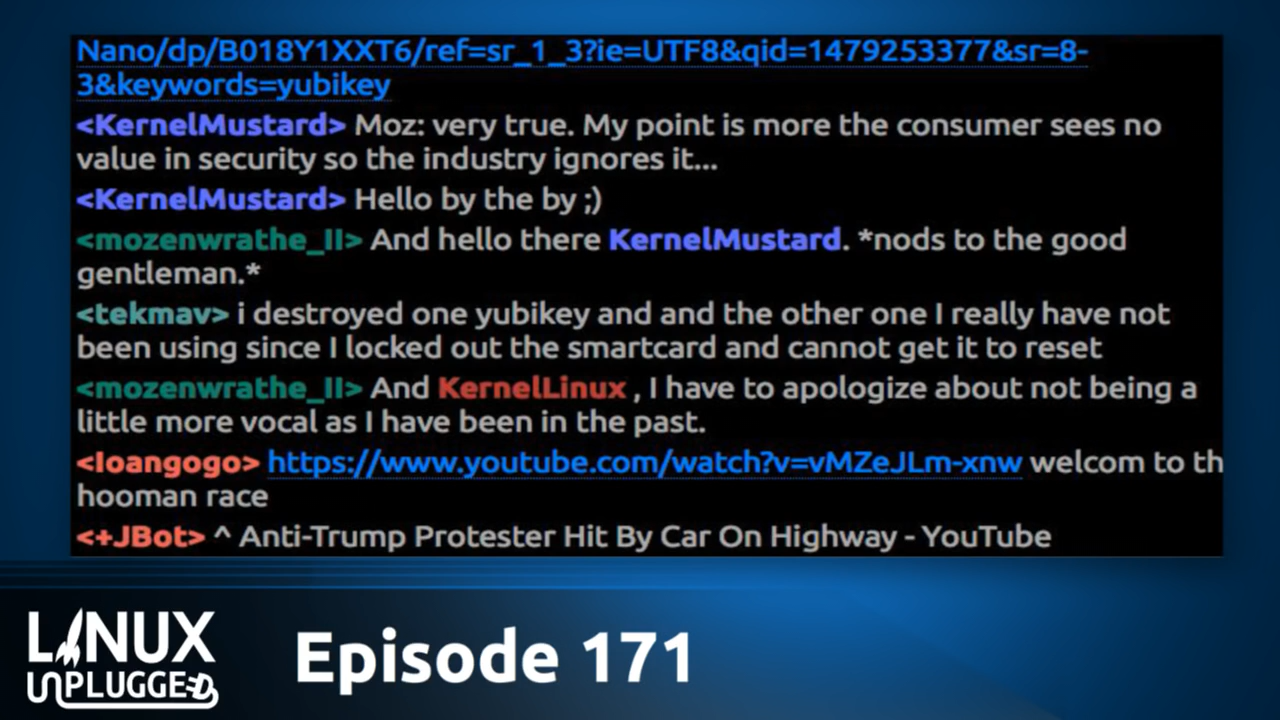 Nano/dp/B018Y1XXT6/ref=sr_1_3?ie=UTF8&qid=1479253377&sr=8-
3&keywords=yubikey
<KernelMustard> Moz: very true. My point is more the consumer sees no
value in security so the industry ignores it...
<KernelMustard> Hello by the by ;)
<mozenwrathe_II> And hello there KernelMustard. *nods to the good
gentleman.*
<tekmav> i destroyed one yubikey and and the other one I really have not
been using since I locked out the smartcard and cannot get it to reset
<mozenwrathe_II> And KernelLinux , I have to apologize about not being a
little more vocal as I have been in the past.
<loangogo> https://www.youtube.com/watch?v=vMZeJLm-xnw welcom to th
hooman race
<+JBot> ^ Anti-Trump Protester Hit By Car On Highway - YouTube
LINUX
UNPLUGGED
Episode 171